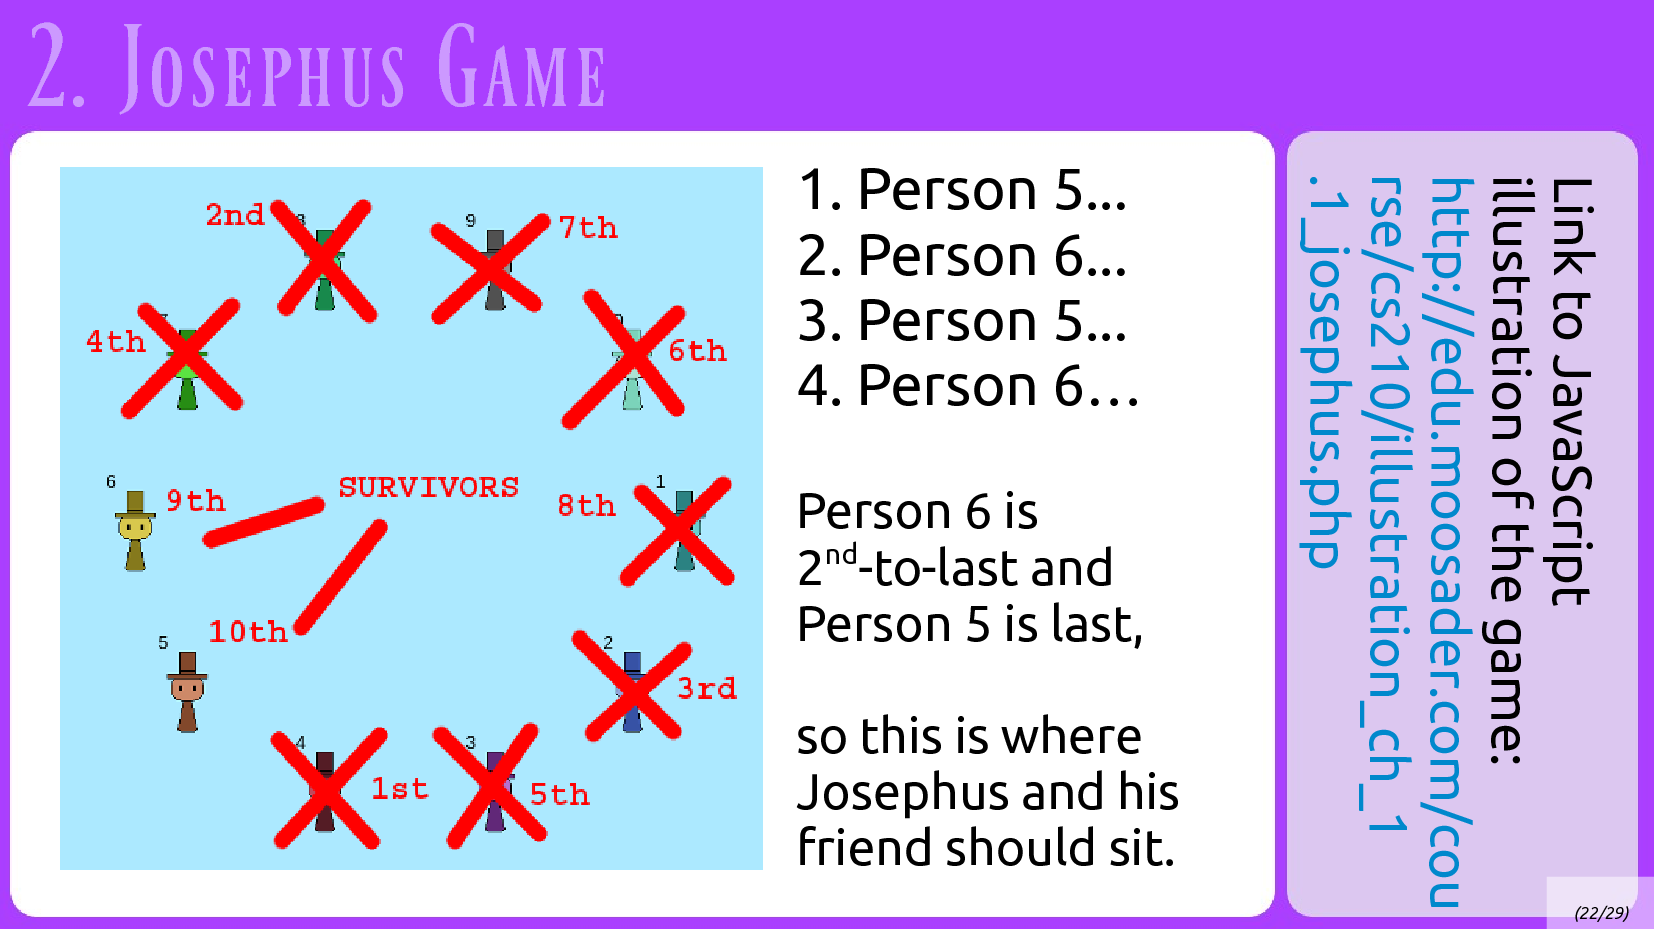 2. Josephus Game
2nd
9
7th
4th
6th
6
9th
SURVIVORS
8th
1
5
10th
2
3rd
4
1st
3
5th
1. Person 5...
2. Person 6...
3. Person 5...
4. Person 6...
Person 6 is
2nd-to-last and
Person 5 is last,
so this is where
Josephus and his
friend should sit.
Link to JavaScript
illustration of the game:
http://edu.moosader.com/cou
rse/cs210/illustration_ch_1
.1_josephus.php
(22/29)